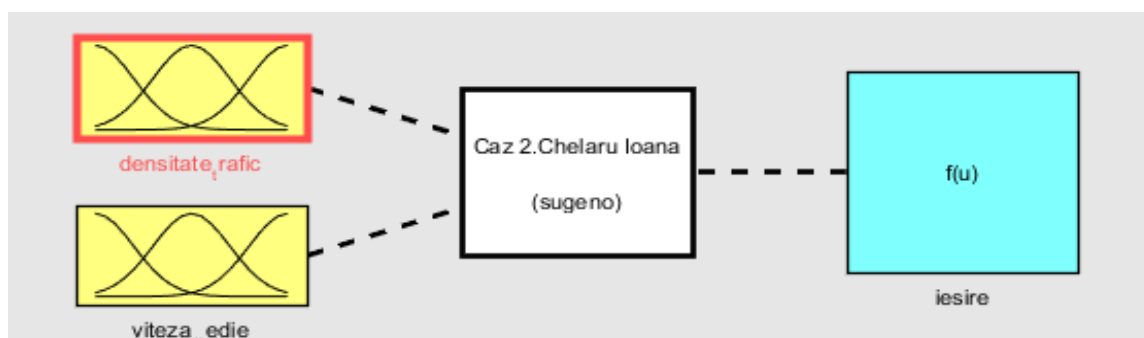 densitate_trafic
Caz 2.Chelaru Ioana
(sugeno)
f(u)
viteza_edie
iesire